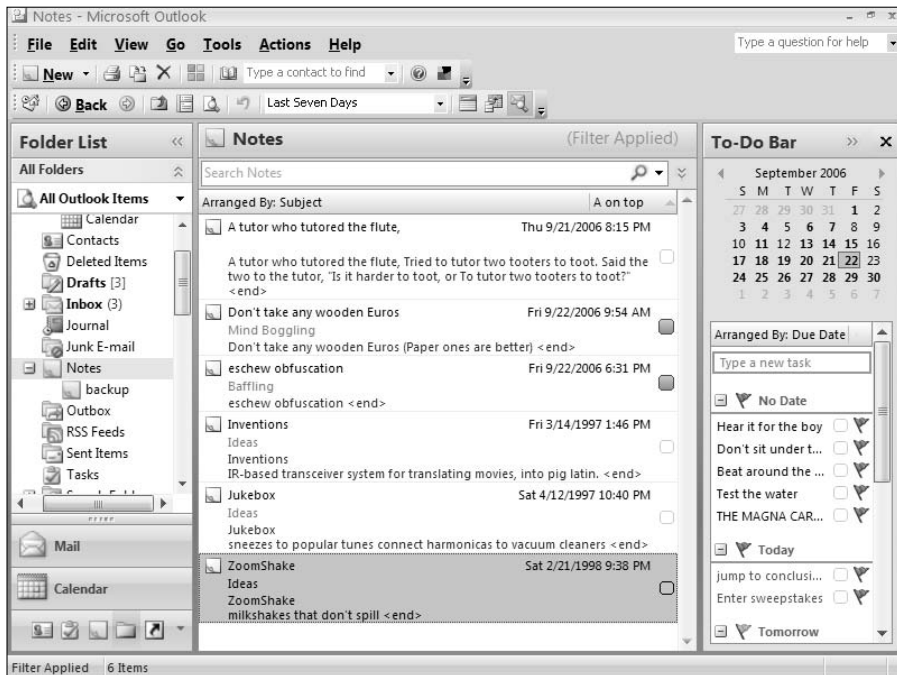 Notes - Microsoft Outlook
File Edit View Go Tools Actions Help
Type a question for help
New
Type a contact to find
Back
Last Seven Days
Folder List
All Folders
All Outlook Items
Calendar
Contacts
Deleted Items
Drafts [3]
Inbox (3)
Journal
Junk E-mail
Notes
backup
Outbox
RSS Feeds
Sent Items
Tasks
Mail
Calendar
Notes (Filter Applied)
Search Notes
Arranged By: Subject A on top
A tutor who tutored the flute, Thu 9/21/2006 8:15 PM
A tutor who tutored the flute, Tried to tutor two tooters to toot. Said the
two to the tutor, "Is it harder to toot, or To tutor two tooters to toot?"
<end>
Don't take any wooden Euros Fri 9/22/2006 9:54 AM
Mind Boggling
Don't take any wooden Euros (Paper ones are better) <end>
eschew obfuscation Fri 9/22/2006 6:31 PM
Baffling
eschew obfuscation <end>
Inventions Fri 3/14/1997 1:46 PM
Ideas
Inventions
IR-based transceiver system for translating movies, into pig latin. <end>
Jukebox Sat 4/12/1997 10:40 PM
Ideas
Jukebox
sneezes to popular tunes connect harmonicas to vacuum cleaners <end>
ZoomShake Sat 2/21/1998 9:38 PM
Ideas
ZoomShake
milkshakes that don't spill <end>
To-Do Bar
September 2006
S M T W T F S
27 28 29 30 31 1 2
3 4 5 6 7 8 9
10 11 12 13 14 15 16
17 18 19 20 21 22 23
24 25 26 27 28 29 30
1 2 3 4 5 6 7
Arranged By: Due Date
Type a new task
No Date
Hear it for the boy
Don't sit under t...
Beat around the ...
Test the water
THE MAGNA CAR...
Today
jump to conclusi...
Enter sweepstakes
Tomorrow
Filter Applied 6 Items